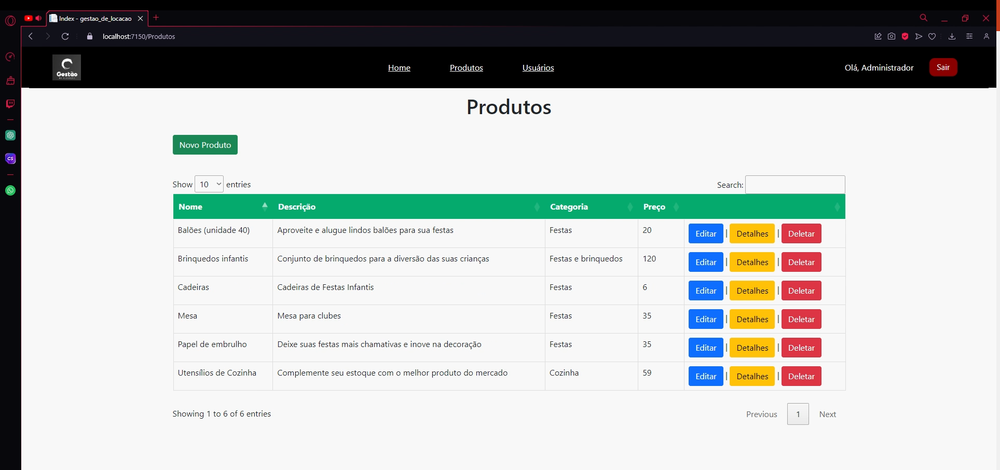 Index - gestao_de_locacao
localhost:7150/Produtos
Gestão
Home Produtos Usuários Olá, Administrador Sair
Produtos
Novo Produto
Show 10 entries Search:
Nome Descrição Categoria Preço
Balões (unidade 40) Aproveite e alugue lindos balões para sua festas Festas 20 Editar | Detalhes | Deletar
Brinquedos infantis Conjunto de brinquedos para a diversão das suas crianças Festas e brinquedos 120 Editar | Detalhes | Deletar
Cadeiras Cadeiras de Festas Infantis Festas 6 Editar | Detalhes | Deletar
Mesa Mesa para clubes Festas 35 Editar | Detalhes | Deletar
Papel de embrulho Deixe suas festas mais chamativas e inove na decoração Festas 35 Editar | Detalhes | Deletar
Utensílios de Cozinha Complemente seu estoque com o melhor produto do mercado Cozinha 59 Editar | Detalhes | Deletar
Showing 1 to 6 of 6 entries Previous 1 Next
CS